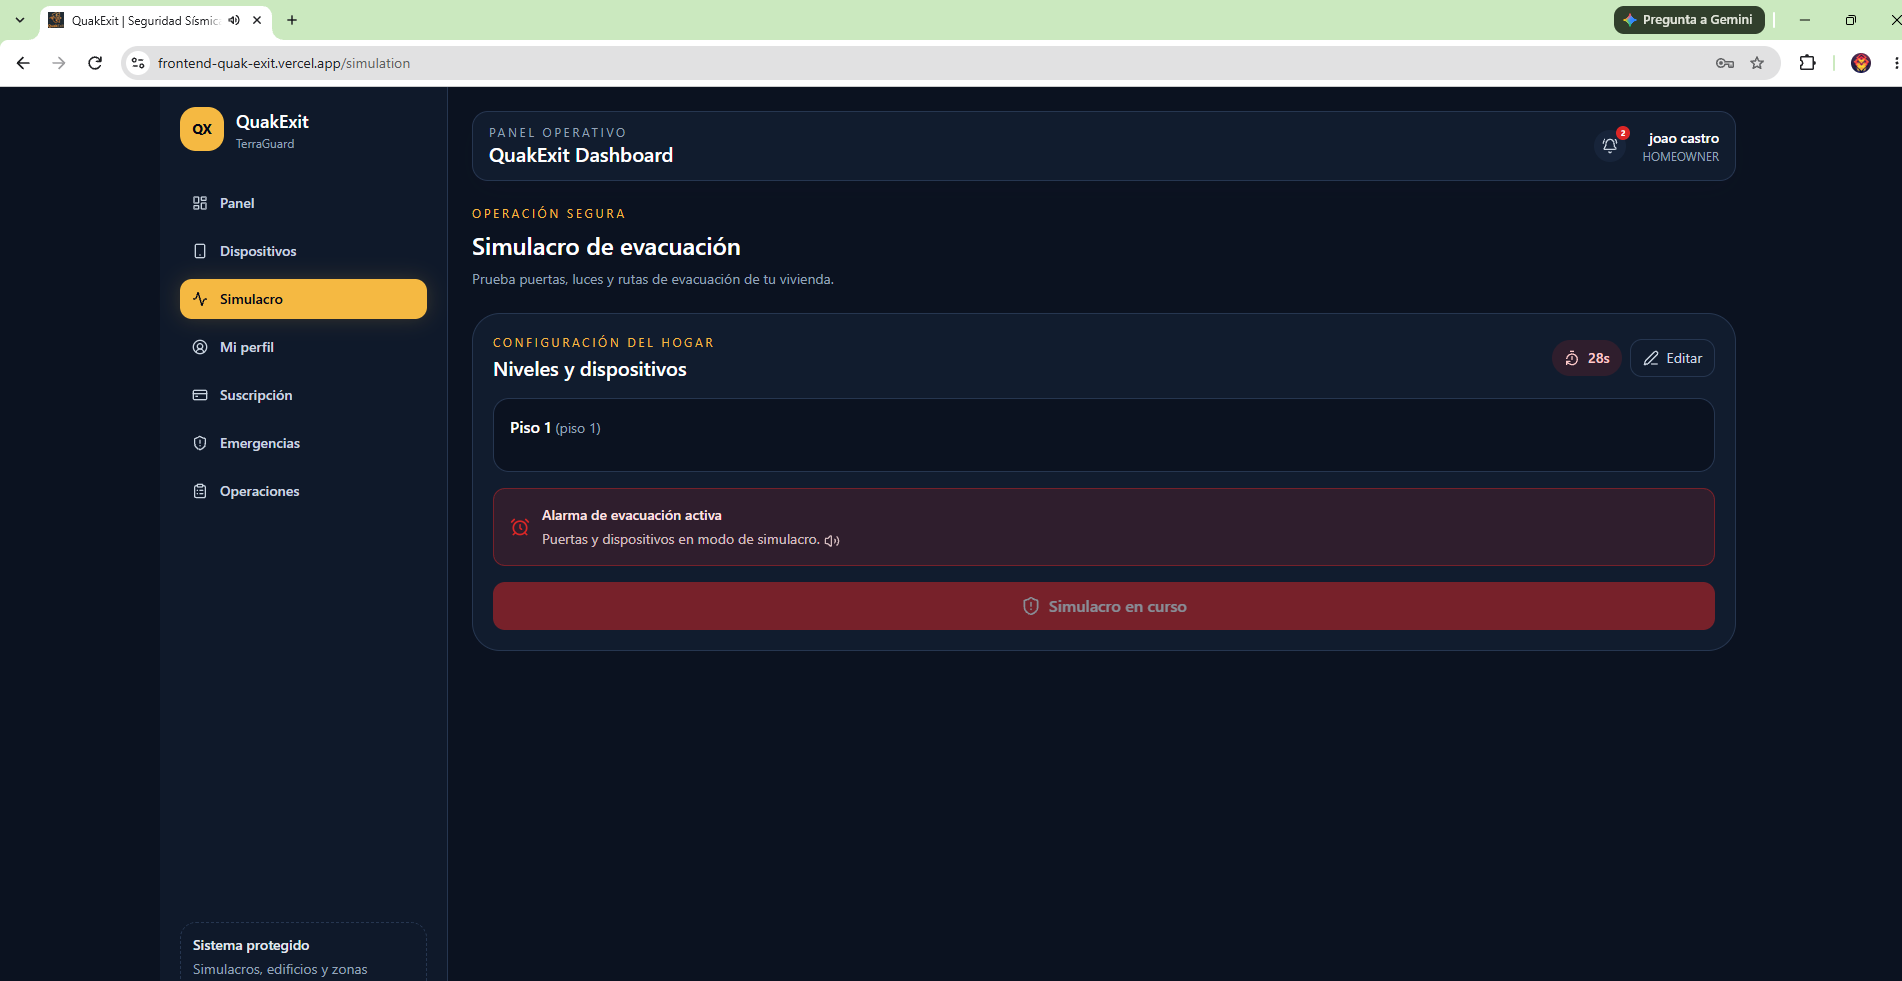 QuakExit | Seguridad Sísmic
Pregunta a Gemini
frontend-quak-exit.vercel.app/simulation
QX
QuakExit
TerraGuard
Panel
Dispositivos
Simulacro
Mi perfil
Suscripción
Emergencias
Operaciones
Sistema protegido
Simulacros, edificios y zonas
PANEL OPERATIVO
QuakExit Dashboard
2
joao castro
HOMEOWNER
OPERACIÓN SEGURA
Simulacro de evacuación
Prueba puertas, luces y rutas de evacuación de tu vivienda.
CONFIGURACIÓN DEL HOGAR
Niveles y dispositivos
28s
Editar
Piso 1 (piso 1)
Alarma de evacuación activa
Puertas y dispositivos en modo de simulacro.
Simulacro en curso